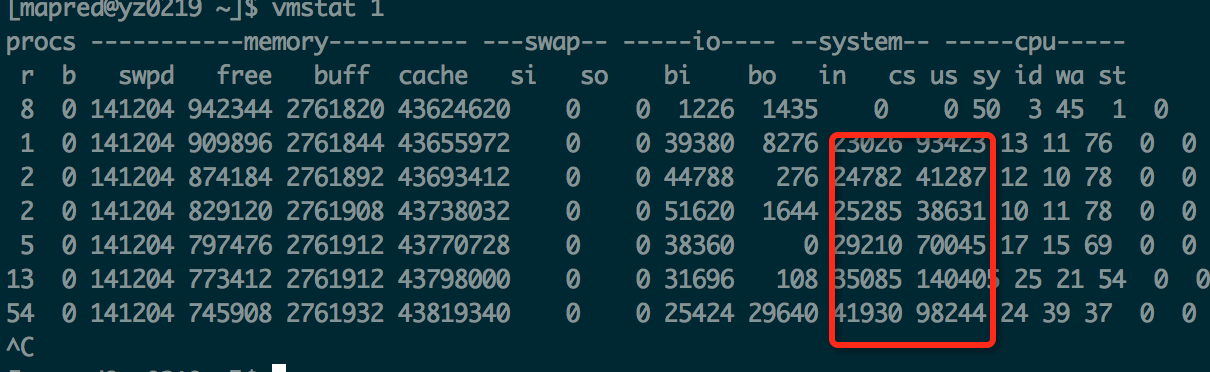 [mapred@yz0219 ~]$ vmstat 1
procs -----------memory---------- ---swap-- -----io---- --system-- -----cpu-----
r b swpd free buff cache si so bi bo in cs us sy id wa st
8 0 141204 942344 2761820 43624620 0 0 1226 1435 0 0 50 3 45 1 0
1 0 141204 909896 2761844 43655972 0 0 39380 8276 23026 93423 13 11 76 0 0
2 0 141204 874184 2761892 43693412 0 0 44788 276 24782 41287 12 10 78 0 0
2 0 141204 829120 2761908 43738032 0 0 51620 1644 25285 38631 10 11 78 0 0
5 0 141204 797476 2761912 43770728 0 0 38360 0 29210 70045 17 15 69 0 0
13 0 141204 773412 2761912 43798000 0 0 31696 108 35085 140405 25 21 54 0 0
54 0 141204 745908 2761932 43819340 0 0 25424 29640 41930 98244 24 39 37 0 0
^C